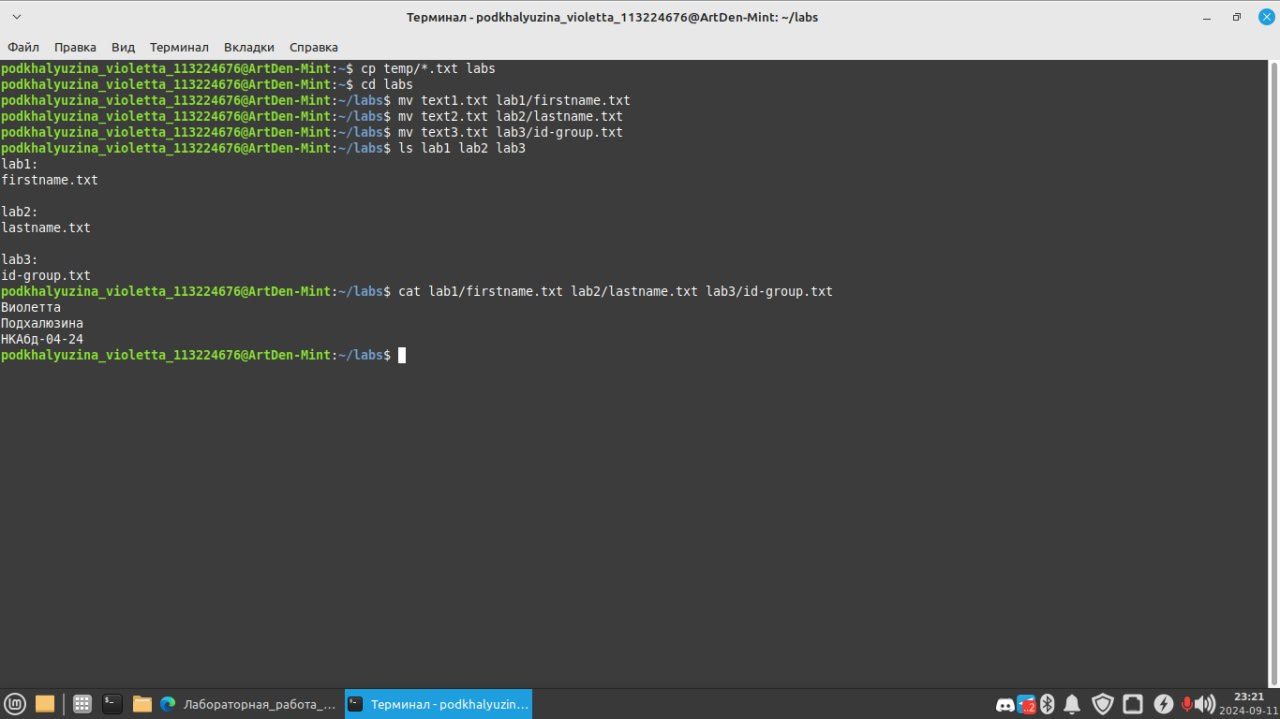 Терминал - podkhalyuzina_violetta_113224676@ArtDen-Mint: ~/labs
Файл Правка Вид Терминал Вкладки Справка
podkhalyuzina_violetta_113224676@ArtDen-Mint:~$ cp temp/*.txt labs
podkhalyuzina_violetta_113224676@ArtDen-Mint:~$ cd labs
podkhalyuzina_violetta_113224676@ArtDen-Mint:~/labs$ mv text1.txt lab1/firstname.txt
podkhalyuzina_violetta_113224676@ArtDen-Mint:~/labs$ mv text2.txt lab2/lastname.txt
podkhalyuzina_violetta_113224676@ArtDen-Mint:~/labs$ mv text3.txt lab3/id-group.txt
podkhalyuzina_violetta_113224676@ArtDen-Mint:~/labs$ ls lab1 lab2 lab3
lab1:
firstname.txt
lab2:
lastname.txt
lab3:
id-group.txt
podkhalyuzina_violetta_113224676@ArtDen-Mint:~/labs$ cat lab1/firstname.txt lab2/lastname.txt lab3/id-group.txt
Виолетта
Подхалюзина
НКАбд-04-24
podkhalyuzina_violetta_113224676@ArtDen-Mint:~/labs$
Лабораторная_работа_... Терминал - podkhalyuzin... 23:21
2024-09-11